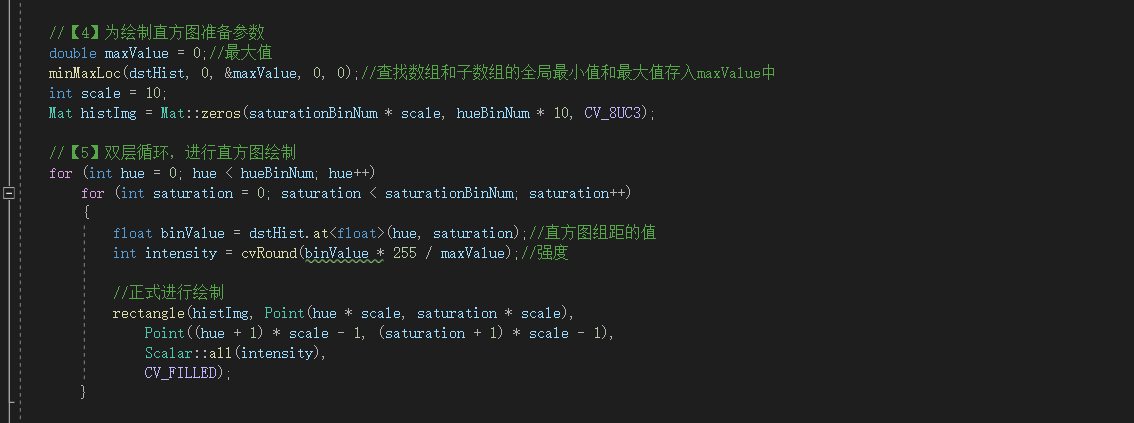 //【4】为绘制直方图准备参数
double maxValue = 0;//最大值
minMaxLoc(dstHist, 0, &maxValue, 0, 0);//查找数组和子数组的全局最小值和最大值存入maxValue中
int scale = 10;
Mat histImg = Mat::zeros(saturationBinNum * scale, hueBinNum * 10, CV_8UC3);
//【5】双层循环，进行直方图绘制
for (int hue = 0; hue < hueBinNum; hue++)
for (int saturation = 0; saturation < saturationBinNum; saturation++)
{
float binValue = dstHist.at<float>(hue, saturation);//直方图组距的值
int intensity = cvRound(binValue * 255 / maxValue);//强度
//正式进行绘制
rectangle(histImg, Point(hue * scale, saturation * scale),
Point((hue + 1) * scale - 1, (saturation + 1) * scale - 1),
Scalar::all(intensity),
CV_FILLED);
}